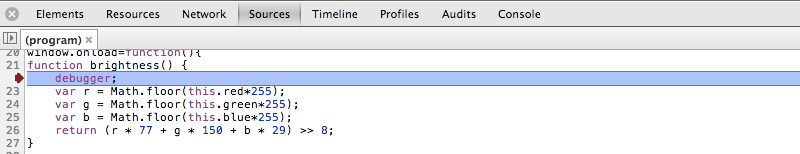 Elements Resources Network Sources Timeline Profiles Audits Console
(program) ×
20 window.onload=function(){
21 function brightness() {
debugger;
23 var r = Math.floor(this.red*255);
24 var g = Math.floor(this.green*255);
25 var b = Math.floor(this.blue*255);
26 return (r * 77 + g * 150 + b * 29) >> 8;
27 }